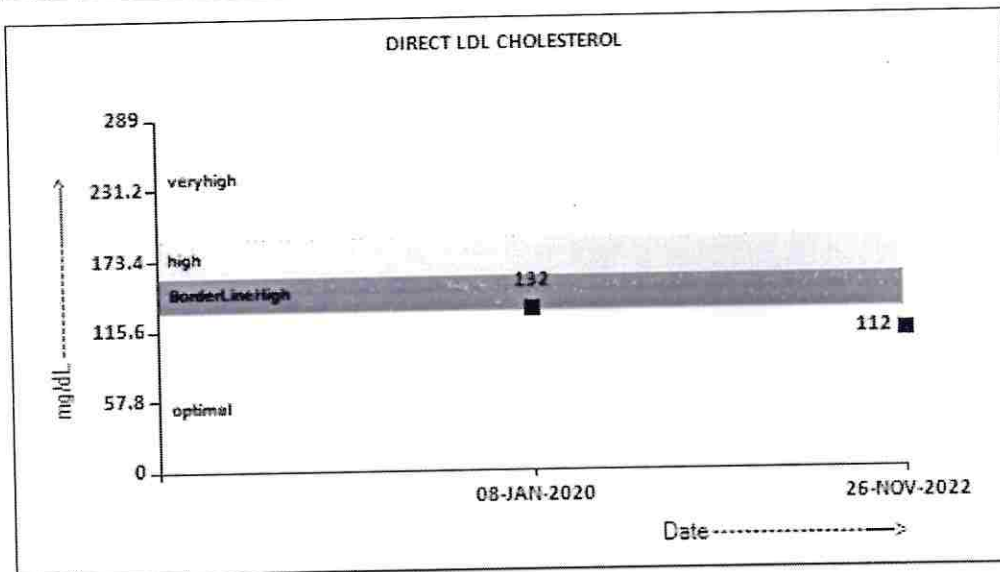 DIRECT LDL CHOLESTEROL
289
231.2
veryhigh
173.4
high
132
BorderLineHigh
115.6
112
57.8
optimal
0
mg/dL
08-JAN-2020
26-NOV-2022
Date